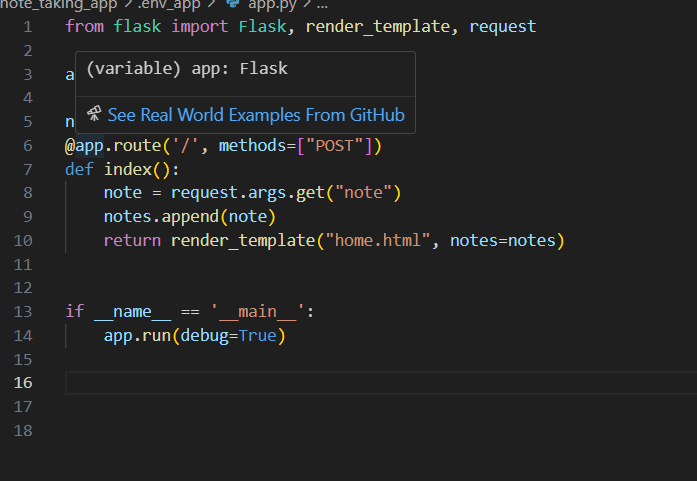 note_taking_app > .env_app > app.py > ...
1 from flask import Flask, render_template, request
2
3 a
(variable) app: Flask
4
See Real World Examples From GitHub
5 n
6 @app.route('/', methods=["POST"])
7 def index():
8 note = request.args.get("note")
9 notes.append(note)
10 return render_template("home.html", notes=notes)
11
12
13 if __name__ == '__main__':
14 app.run(debug=True)
15
16
17
18